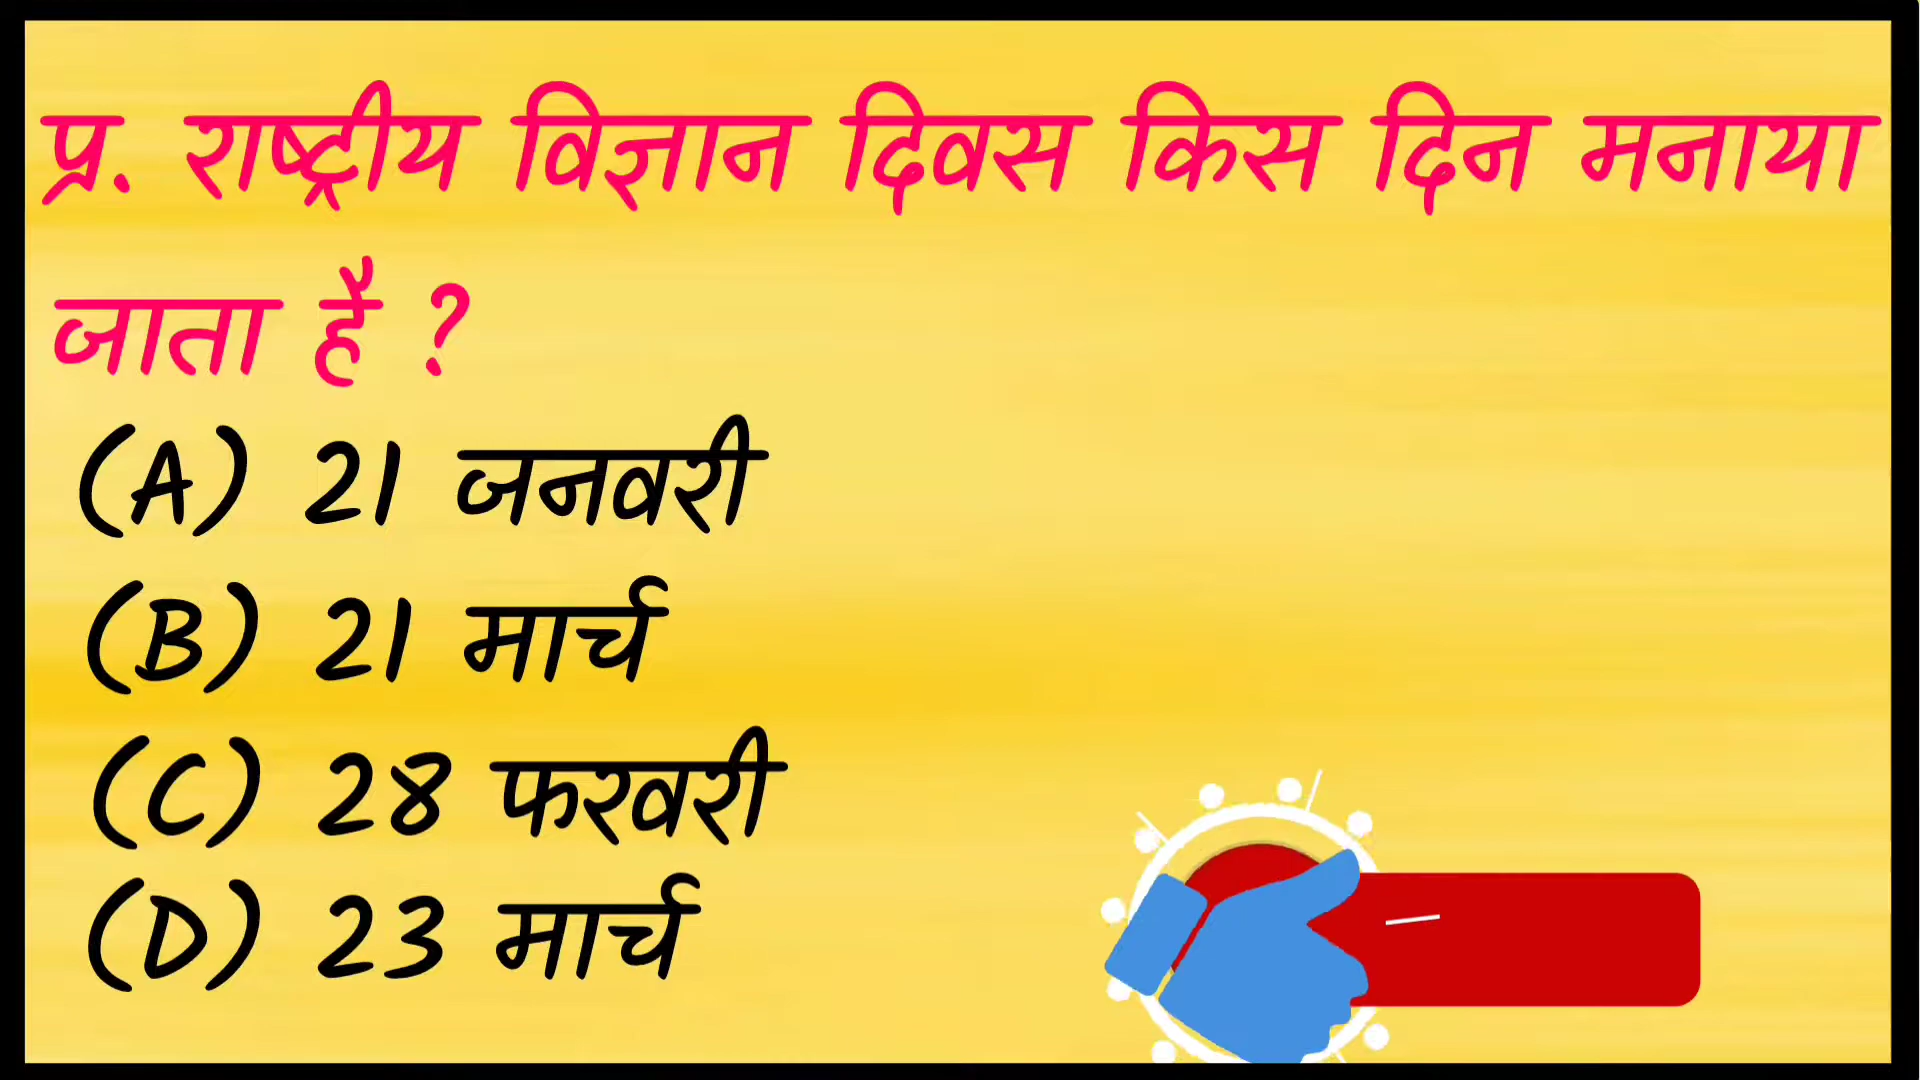 प्र. राष्ट्रीय विज्ञान दिवस किस दिन मनाया
जाता है ?
(A) 21 जनवरी
(B) 21 मार्च
(C) 28 फरवरी
(D) 23 मार्च